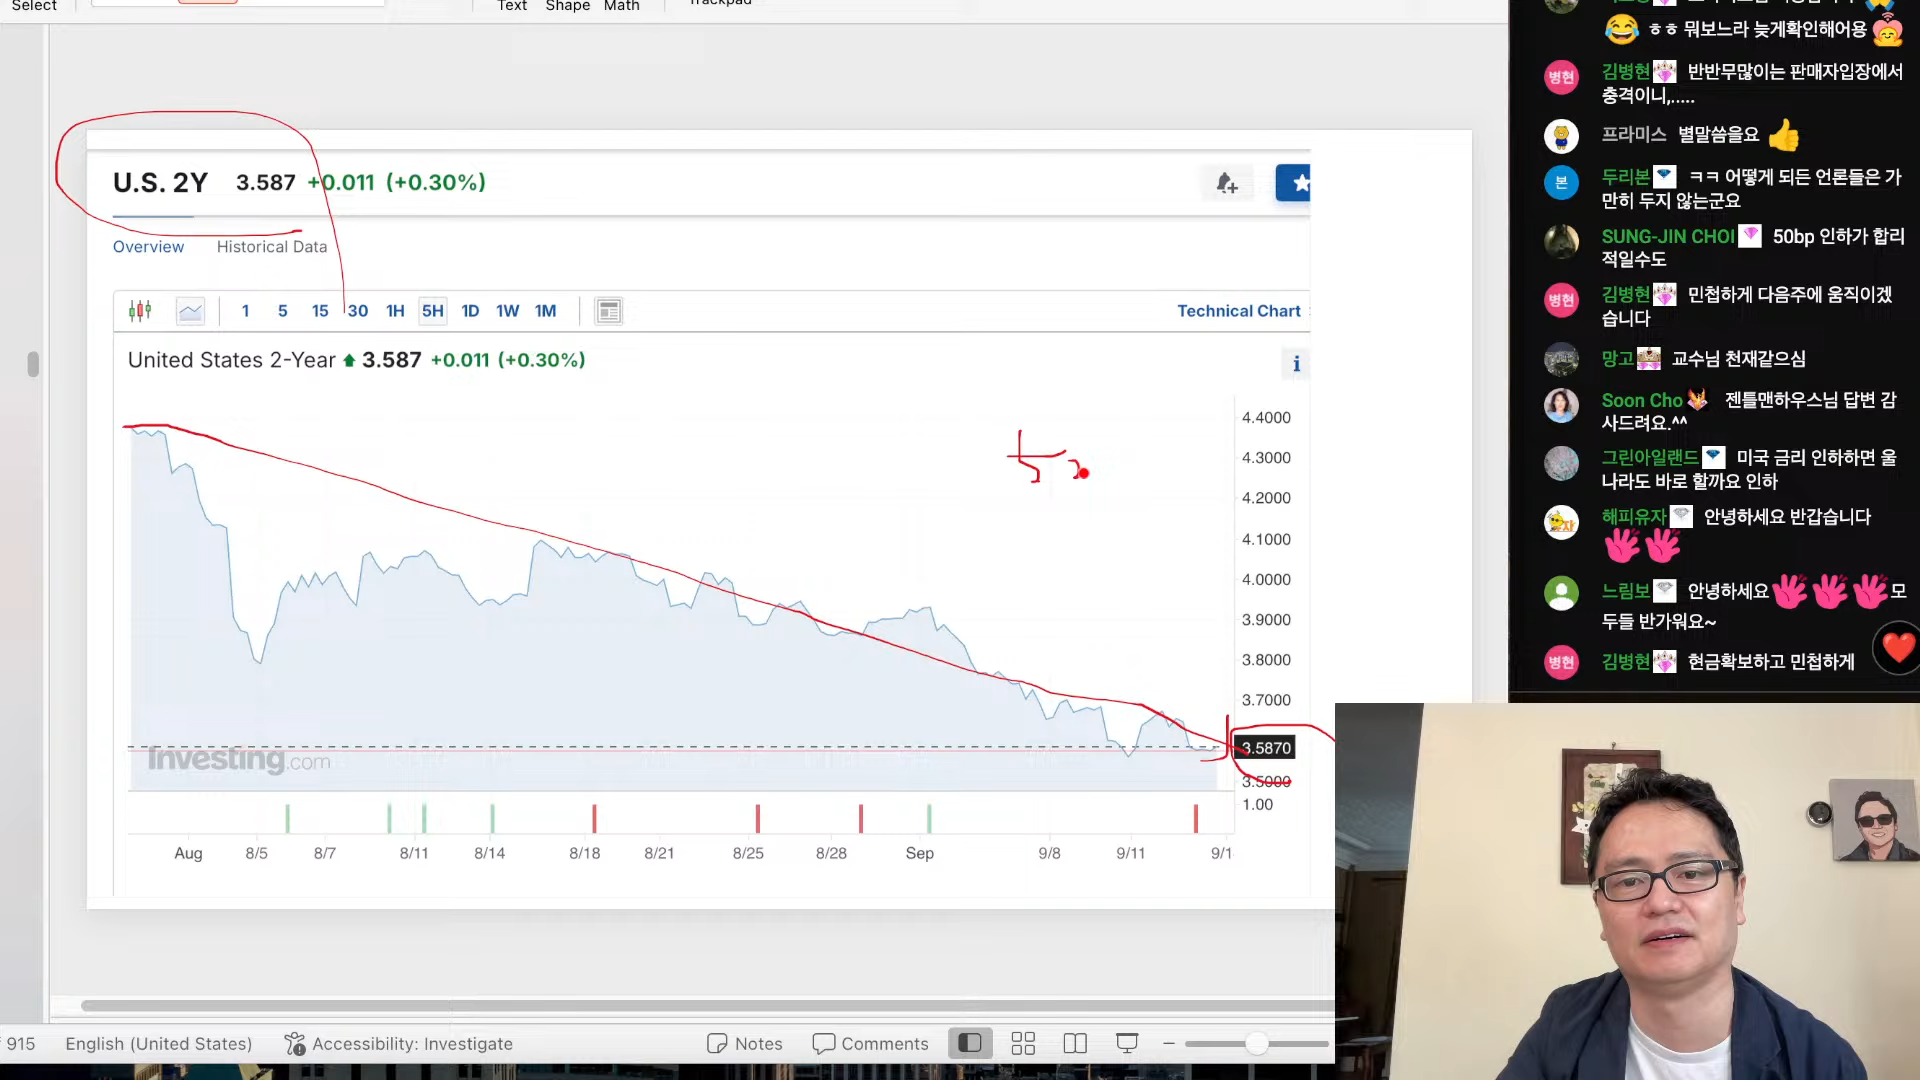 Select
Text Shape Math
Trackpad
U.S. 2Y 3.587 +0.011 (+0.30%)
Overview Historical Data
1 5 15 30 1H 5H 1D 1W 1M
Technical Chart
United States 2-Year 3.587 +0.011 (+0.30%)
4.4000
4.3000
4.2000
4.1000
4.0000
3.9000
3.8000
3.7000
3.5870
3.5000
1.00
Investing.com
Aug 8/5 8/7 8/11 8/14 8/18 8/21 8/25 8/28 Sep 9/8 9/11 9/1
915 English (United States) Accessibility: Investigate Notes Comments
ㅎㅎ 뭐보느라 늦게확인해어용
병현 김병현 반반무많이는 판매자입장에서
충격이니,.....
프라미스 별말씀을요
본 두리본 ㅋㅋ 어떻게 되든 언론들은 가
만히 두지 않는군요
SUNG-JIN CHOI 50bp 인하가 합리
적일수도
병현 김병현 민첩하게 다음주에 움직이겠
습니다
망고 교수님 천재같으심
Soon Cho 젠틀맨하우스님 답변 감
사드려요.^^
그린아일랜드 미국 금리 인하하면 울
나라도 바로 할까요 인하
해피유자 안녕하세요 반갑습니다
느림보 안녕하세요 모
두들 반가워요~
병현 김병현 현금확보하고 민첩하게